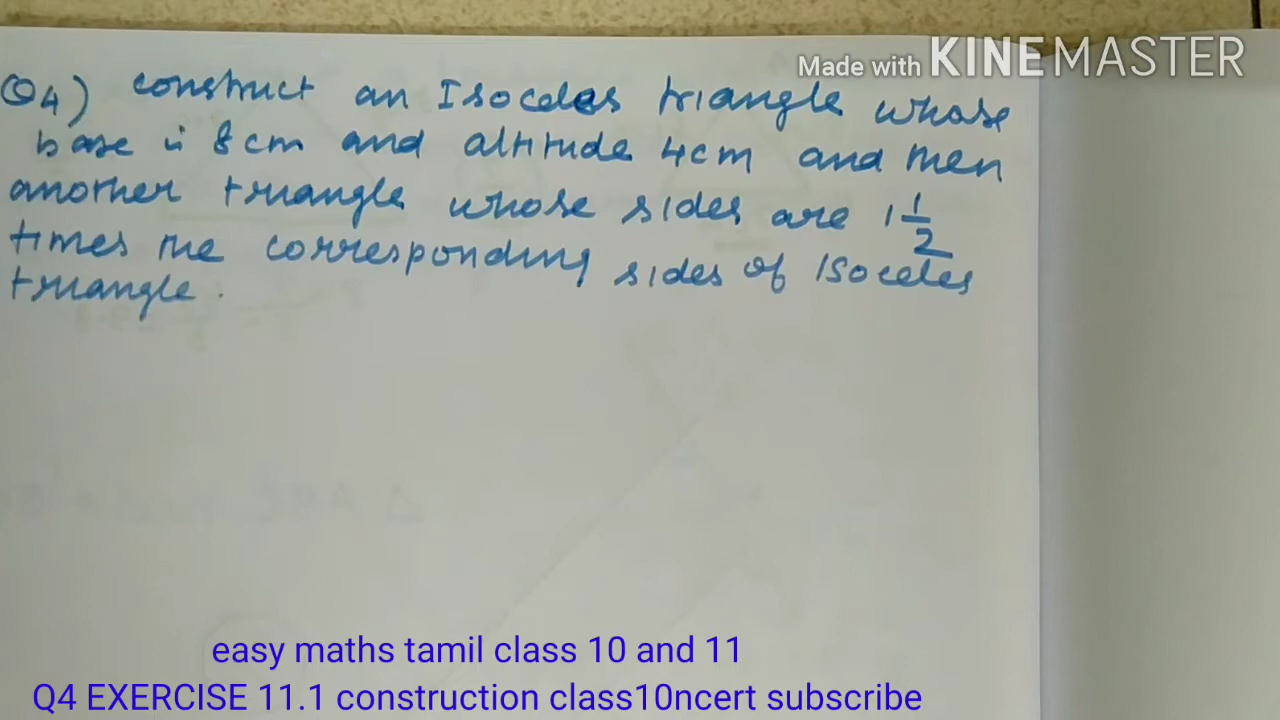 Made with KINEMASTER
Q4) construct an Isoceles triangle whose
base is 8cm and altitude 4cm and then
another triangle whose sides are 1 1/2
times the corresponding sides of Isoceles
triangle.
easy maths tamil class 10 and 11
Q4 EXERCISE 11.1 construction class10ncert subscribe